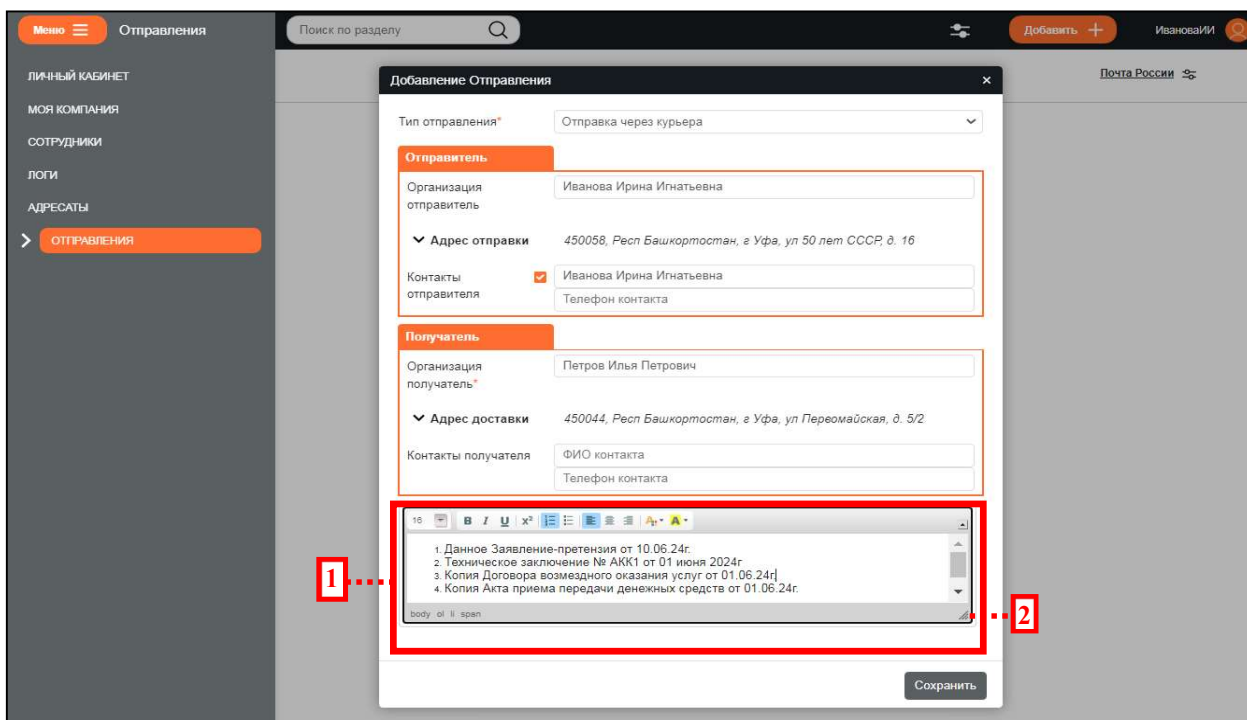 Меню Отправления Поиск по разделу Добавить ИвановаИИ
ЛИЧНЫЙ КАБИНЕТ
МОЯ КОМПАНИЯ
СОТРУДНИКИ
ЛОГИ
АДРЕСАТЫ
ОТПРАВЛЕНИЯ
Почта России
Добавление Отправления ×
Тип отправления* Отправка через курьера
Отправитель
Организация Иванова Ирина Игнатьевна
отправитель
Адрес отправки 450058, Респ Башкортостан, г Уфа, ул 50 лет СССР, д. 16
Контакты Иванова Ирина Игнатьевна
отправителя Телефон контакта
Получатель
Организация Петров Илья Петрович
получатель*
Адрес доставки 450044, Респ Башкортостан, г Уфа, ул Первомайская, д. 5/2
Контакты получателя ФИО контакта
Телефон контакта
16 B I U x² A A
1. Данное Заявление-претензия от 10.06.24г.
2. Техническое заключение № АКК1 от 01 июня 2024г
3. Копия Договора возмездного оказания услуг от 01.06.24г
4. Копия Акта приема передачи денежных средств от 01.06.24г.
body ol li span
1
2
Сохранить